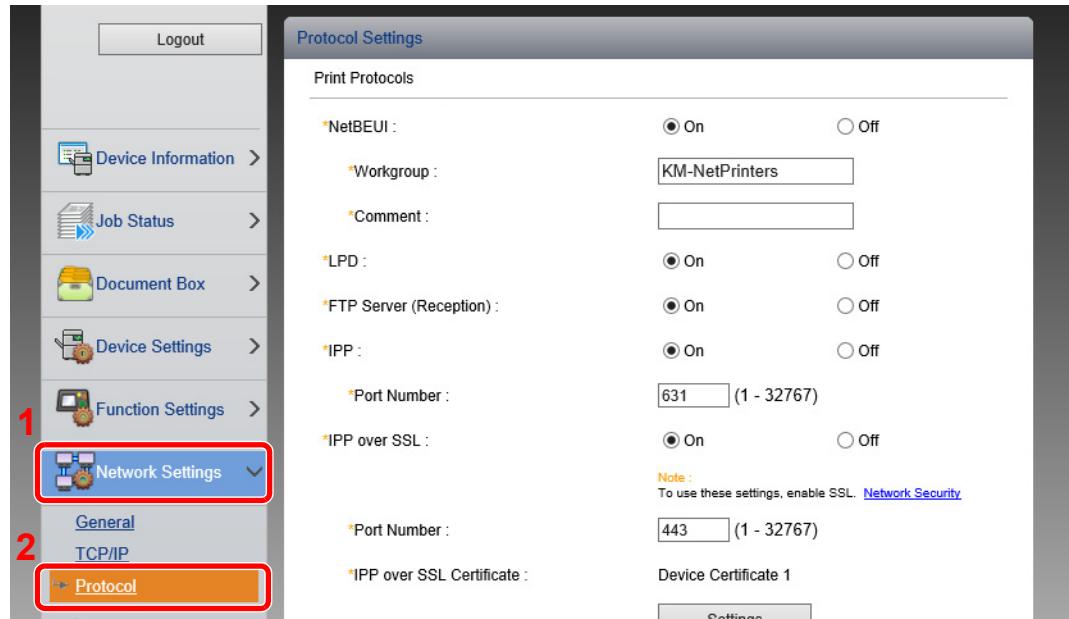 Logout
Device Information
Job Status
Document Box
Device Settings
Function Settings
1
Network Settings
General
2
TCP/IP
Protocol
Protocol Settings
Print Protocols
*NetBEUI : On Off
*Workgroup : KM-NetPrinters
*Comment :
*LPD : On Off
*FTP Server (Reception) : On Off
*IPP : On Off
*Port Number : 631 (1 - 32767)
*IPP over SSL : On Off
Note :
To use these settings, enable SSL. Network Security
*Port Number : 443 (1 - 32767)
*IPP over SSL Certificate : Device Certificate 1
Settings